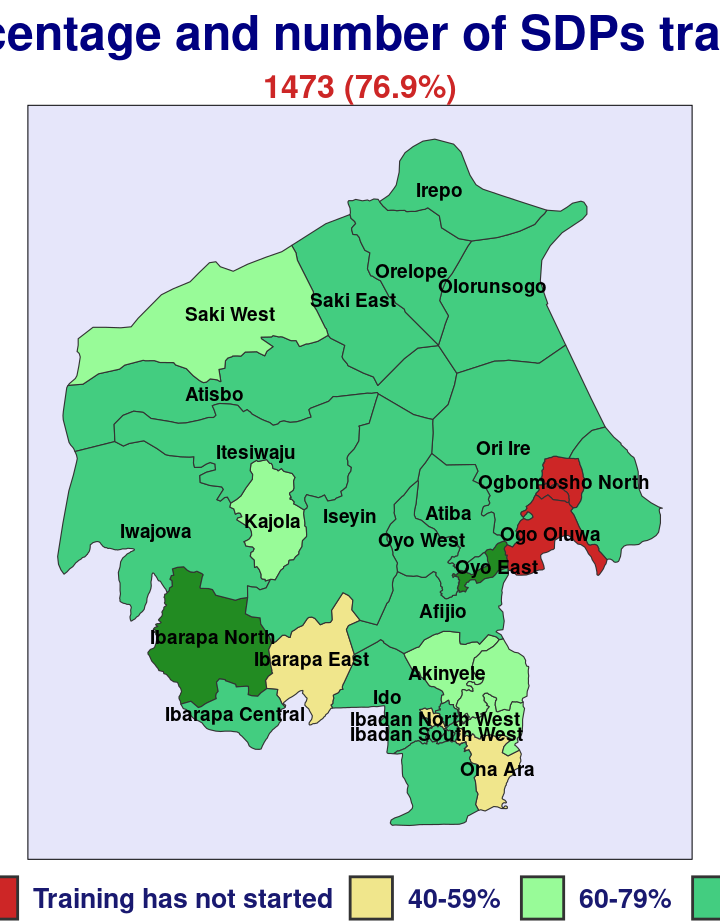 centage and number of SDPs tra
1473 (76.9%)
Irepo
Orelope
Olorunsogo
Saki East
Saki West
Atisbo
Ori Ire
Itesiwaju
Ogbomosho North
Atiba
Iseyin
Kajola
Iwajowa
Ogo Oluwa
Oyo West
Oyo East
Afijio
Ibarapa North
Ibarapa East
Akinyele
Ido
Ibarapa Central
Ibadan North West
Ibadan South West
Ona Ara
Training has not started 40-59% 60-79%